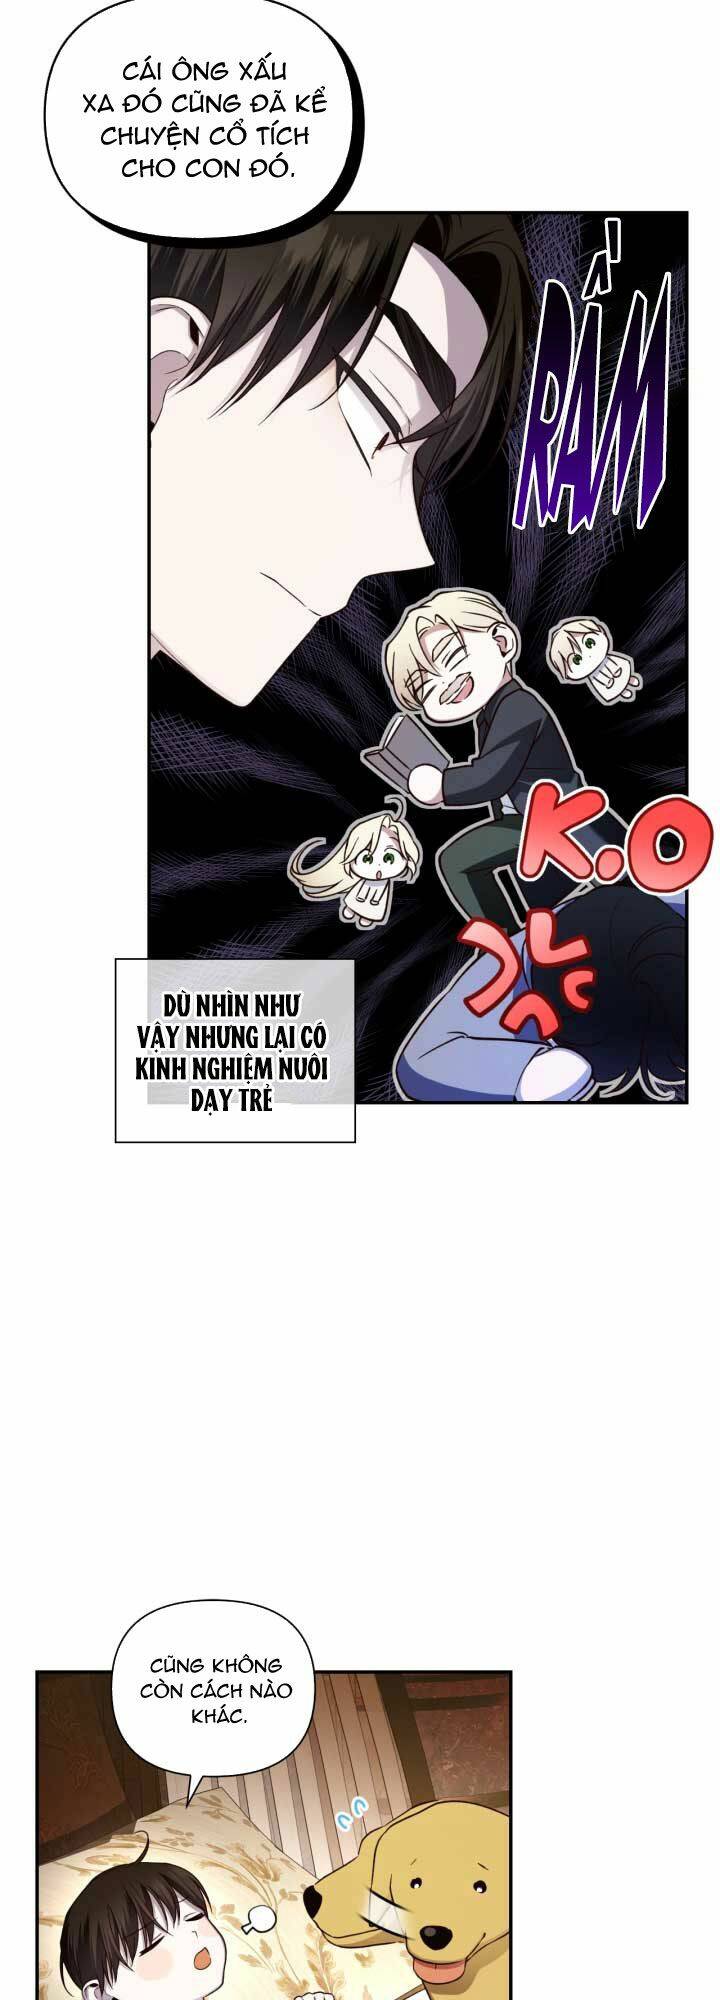 CÁI ÔNG XẤU
XA ĐÓ CŨNG ĐÃ KỂ
CHUYỆN CỔ TÍCH
CHO CON ĐÓ.
RẦM
K.O
DÙ NHÌN NHƯ
VẬY NHƯNG LẠI CÓ
KINH NGHIỆM NUÔI
DẠY TRẺ
CŨNG KHÔNG
CÒN CÁCH NÀO
KHÁC.